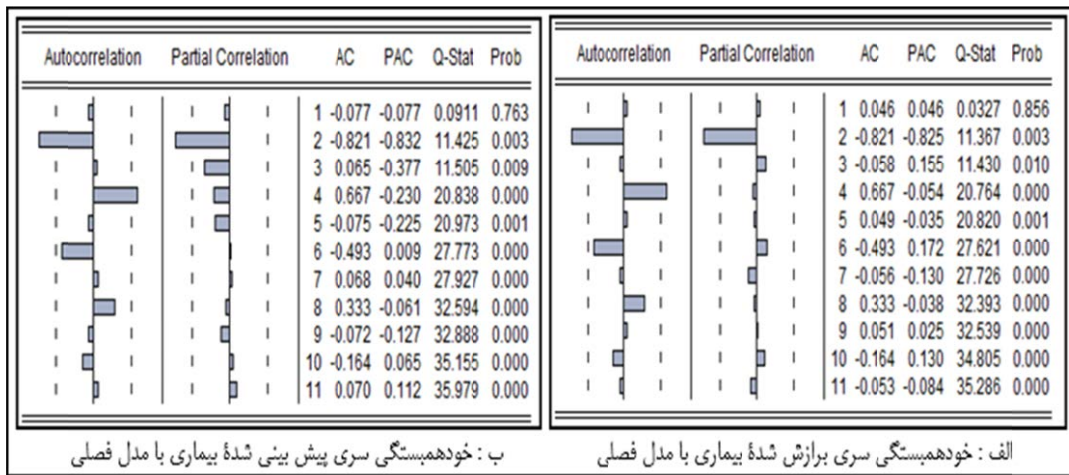 Autocorrelation Partial Correlation AC PAC Q-Stat Prob
1 0.046 0.046 0.0327 0.856
2 -0.821 -0.825 11.367 0.003
3 -0.058 0.155 11.430 0.010
4 0.667 -0.054 20.764 0.000
5 0.049 -0.035 20.820 0.001
6 -0.493 0.172 27.621 0.000
7 -0.056 -0.130 27.726 0.000
8 0.333 -0.038 32.393 0.000
9 0.051 0.025 32.539 0.000
10 -0.164 0.130 34.805 0.000
11 -0.053 -0.084 35.286 0.000
الف : خودهمبستگی سری برازش شدهٔ بیماری با مدل فصلی
Autocorrelation Partial Correlation AC PAC Q-Stat Prob
1 -0.077 -0.077 0.0911 0.763
2 -0.821 -0.832 11.425 0.003
3 0.065 -0.377 11.505 0.009
4 0.667 -0.230 20.838 0.000
5 -0.075 -0.225 20.973 0.001
6 -0.493 0.009 27.773 0.000
7 0.068 0.040 27.927 0.000
8 0.333 -0.061 32.594 0.000
9 -0.072 -0.127 32.888 0.000
10 -0.164 0.065 35.155 0.000
11 0.070 0.112 35.979 0.000
ب : خودهمبستگی سری پیش بینی شدهٔ بیماری با مدل فصلی